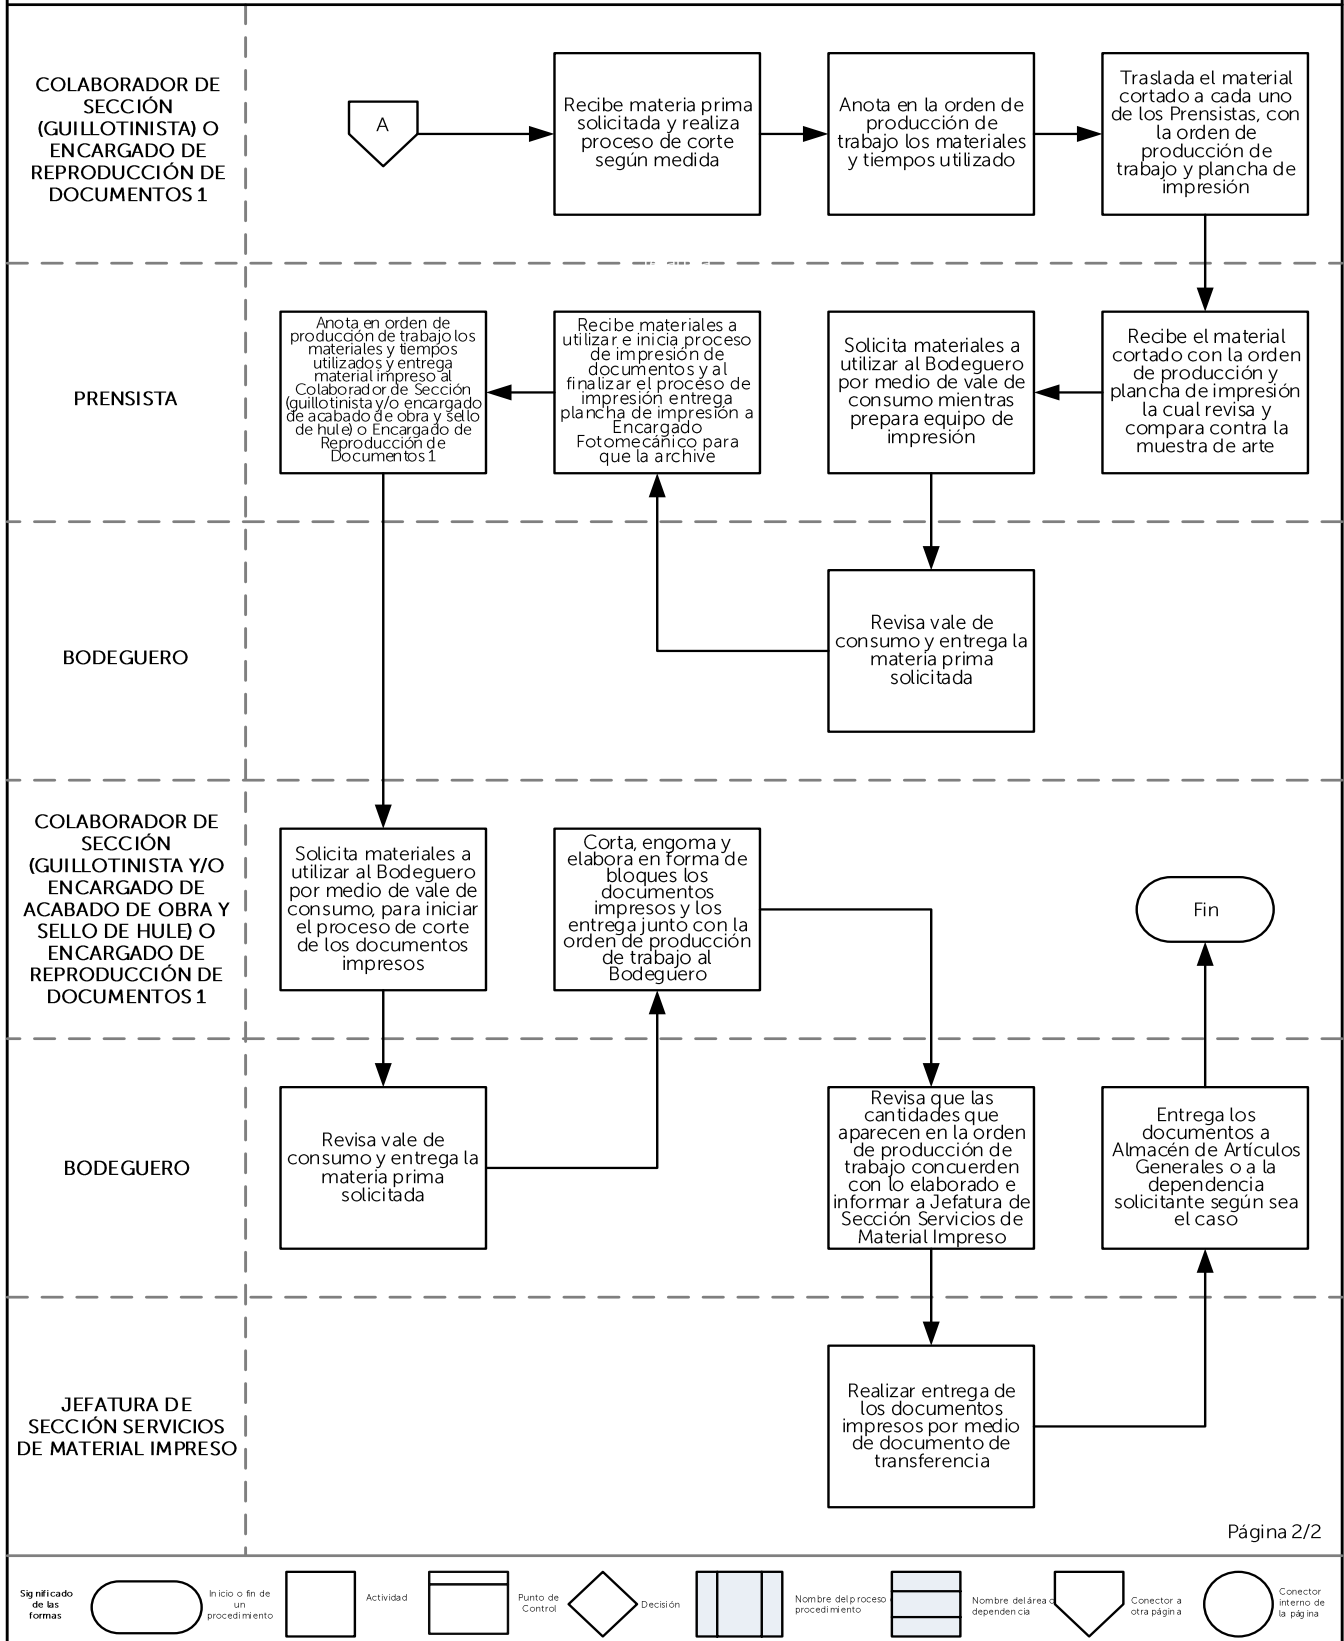 COLABORADOR DE
SECCIÓN
(GUILLOTINISTA) O
ENCARGADO DE
REPRODUCCIÓN DE
DOCUMENTOS 1
A
Recibe materia prima
solicitada y realiza
proceso de corte
según medida
Anota en la orden de
producción de
trabajo los materiales
y tiempos utilizado
Traslada el material
cortado a cada uno
de los Prensistas, con
la orden de
producción de
trabajo y plancha de
impresión
PRENSISTA
Anota en orden de
producción de trabajo los
materiales y tiempos
utilizados y entrega
material impreso al
Colaborador de Sección
(guillotinista y/o encargado
de acabado de obra y sello
de hule) o Encargado de
Reproducción de
Documentos 1
Recibe materiales a
utilizar e inicia proceso
de impresión de
documentos y al
finalizar el proceso de
impresión entrega
plancha de impresión a
Encargado
Fotomecánico para
que la archive
Solicita materiales a
utilizar al Bodeguero
por medio de vale de
consumo mientras
prepara equipo de
impresión
Recibe el material
cortado con la orden
de producción y
plancha de impresión
la cual revisa y
compara contra la
muestra de arte
BODEGUERO
Revisa vale de
consumo y entrega la
materia prima
solicitada
COLABORADOR DE
SECCIÓN
(GUILLOTINISTA Y/O
ENCARGADO DE
ACABADO DE OBRA Y
SELLO DE HULE) O
ENCARGADO DE
REPRODUCCIÓN DE
DOCUMENTOS 1
Solicita materiales a
utilizar al Bodeguero
por medio de vale de
consumo, para iniciar
el proceso de corte
de los documentos
impresos
Corta, engoma y
elabora en forma de
bloques los
documentos
impresos y los
entrega junto con la
orden de producción
de trabajo al
Bodeguero
Fin
BODEGUERO
Revisa vale de
consumo y entrega la
materia prima
solicitada
Revisa que las
cantidades que
aparecen en la orden
de producción de
trabajo concuerden
con lo elaborado e
informar a Jefatura de
Sección Servicios de
Material Impreso
Entrega los
documentos a
Almacén de Artículos
Generales o a la
dependencia
solicitante según sea
el caso
JEFATURA DE
SECCIÓN SERVICIOS
DE MATERIAL IMPRESO
Realizar entrega de
los documentos
impresos por medio
de documento de
transferencia
Página 2/2
Significado
de las
formas
Inicio o fin de
un
procedimiento
Actividad
Punto de
Control
Decisión
Nombre del proceso
procedimiento
Nombre del área
dependencia
Conector a
otra página
Conector
interno de
la página